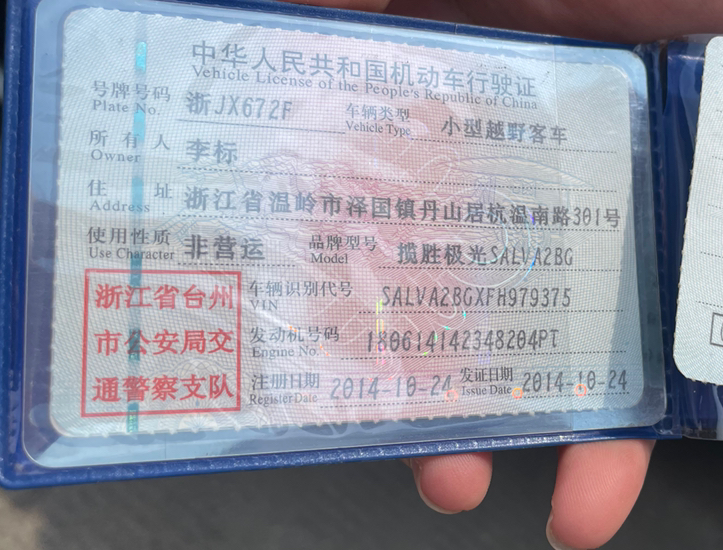 中华人民共和国机动车行驶证
Vehicle License of the People's Republic of China
号牌号码 浙JX672F 车辆类型 小型越野客车
Plate No. Vehicle Type
所有人 李标
Owner
住址 浙江省温岭市泽国镇丹山居杭温南路301号
Address
使用性质 非营运 品牌型号 揽胜极光SALVA2BG
Use Character Model
浙江省台州
市公安局交
通警察支队
车辆识别代号 SALVA2BGXFH979375
VIN
发动机号码 180614142348204PT
Engine No.
注册日期 2014-10-24 发证日期 2014-10-24
Register Date Issue Date